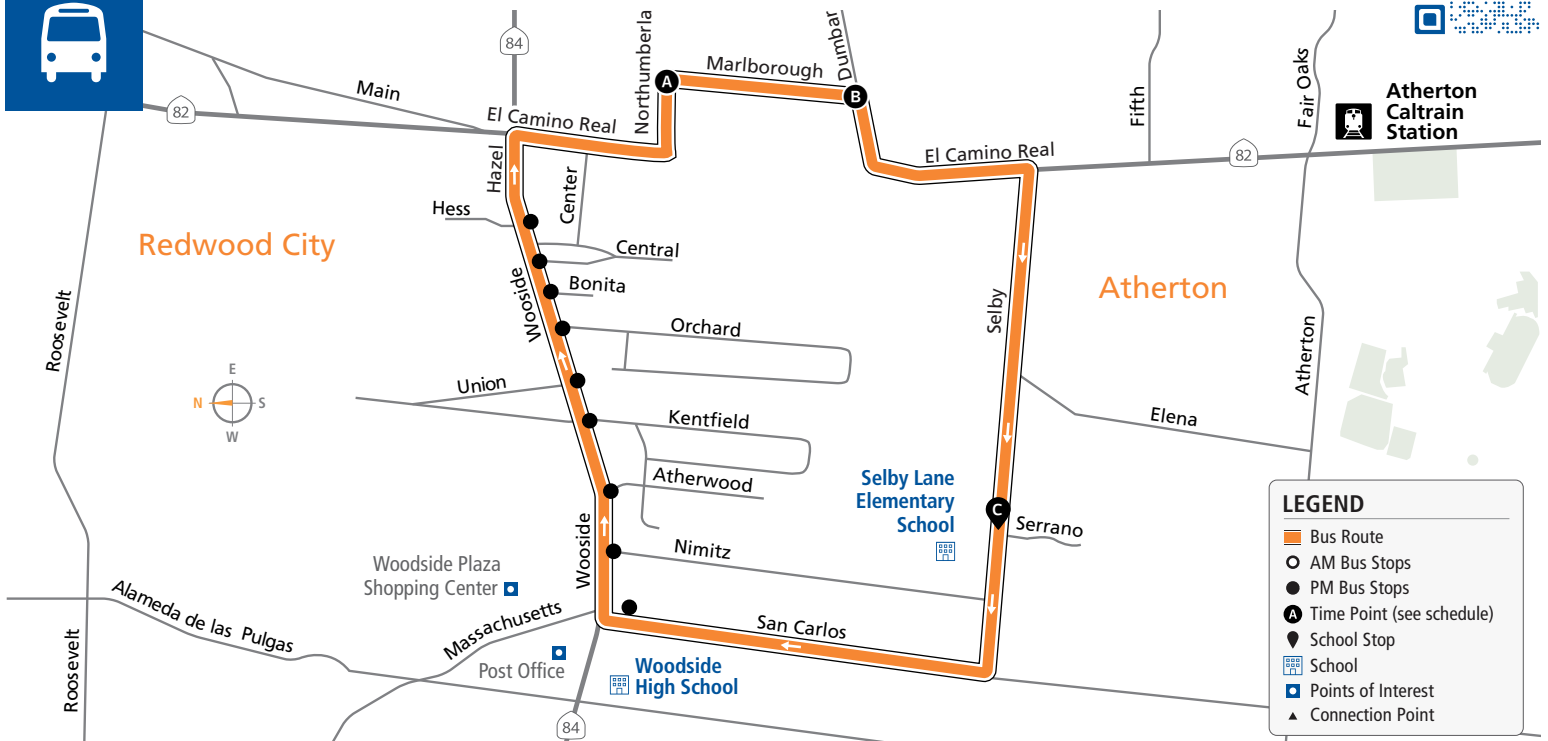 84
Northumberla
Marlborough
Dumbar
Fair Oaks
Fifth
Main
82
El Camino Real
A
B
Atherton
Caltrain
Station
El Camino Real
82
Hazel
Center
Hess
Redwood City
Central
Bonita
Wooside
Orchard
Selby
Atherton
Roosevelt
Atherton
E
N
S
W
Union
Kentfield
Elena
Atherwood
Selby Lane
Elementary
School
C
Serrano
Wooside
Nimitz
Woodside Plaza
Shopping Center
Alameda de las Pulgas
Massachusetts
San Carlos
Roosevelt
Post Office
Woodside
High School
84
LEGEND
Bus Route
AM Bus Stops
PM Bus Stops
A Time Point (see schedule)
School Stop
School
Points of Interest
Connection Point